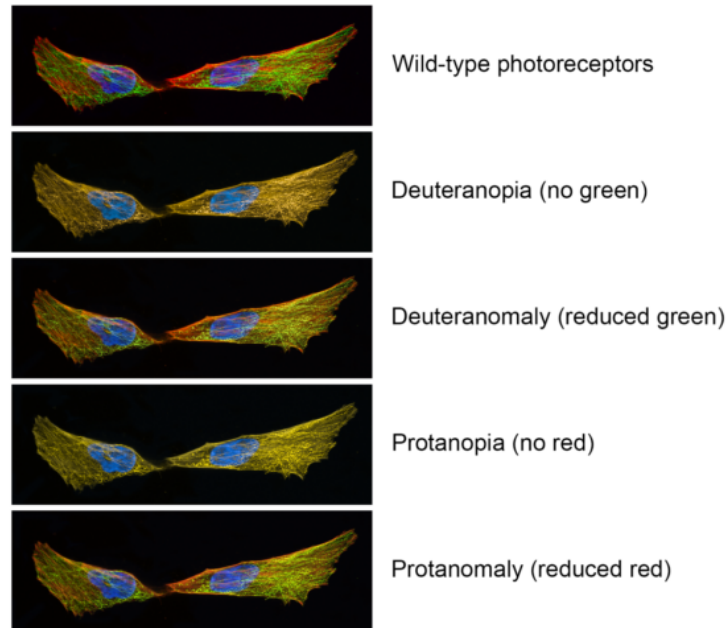 Wild-type photoreceptors
Deuteranopia (no green)
Deuteranomaly (reduced green)
Protanopia (no red)
Protanomaly (reduced red)